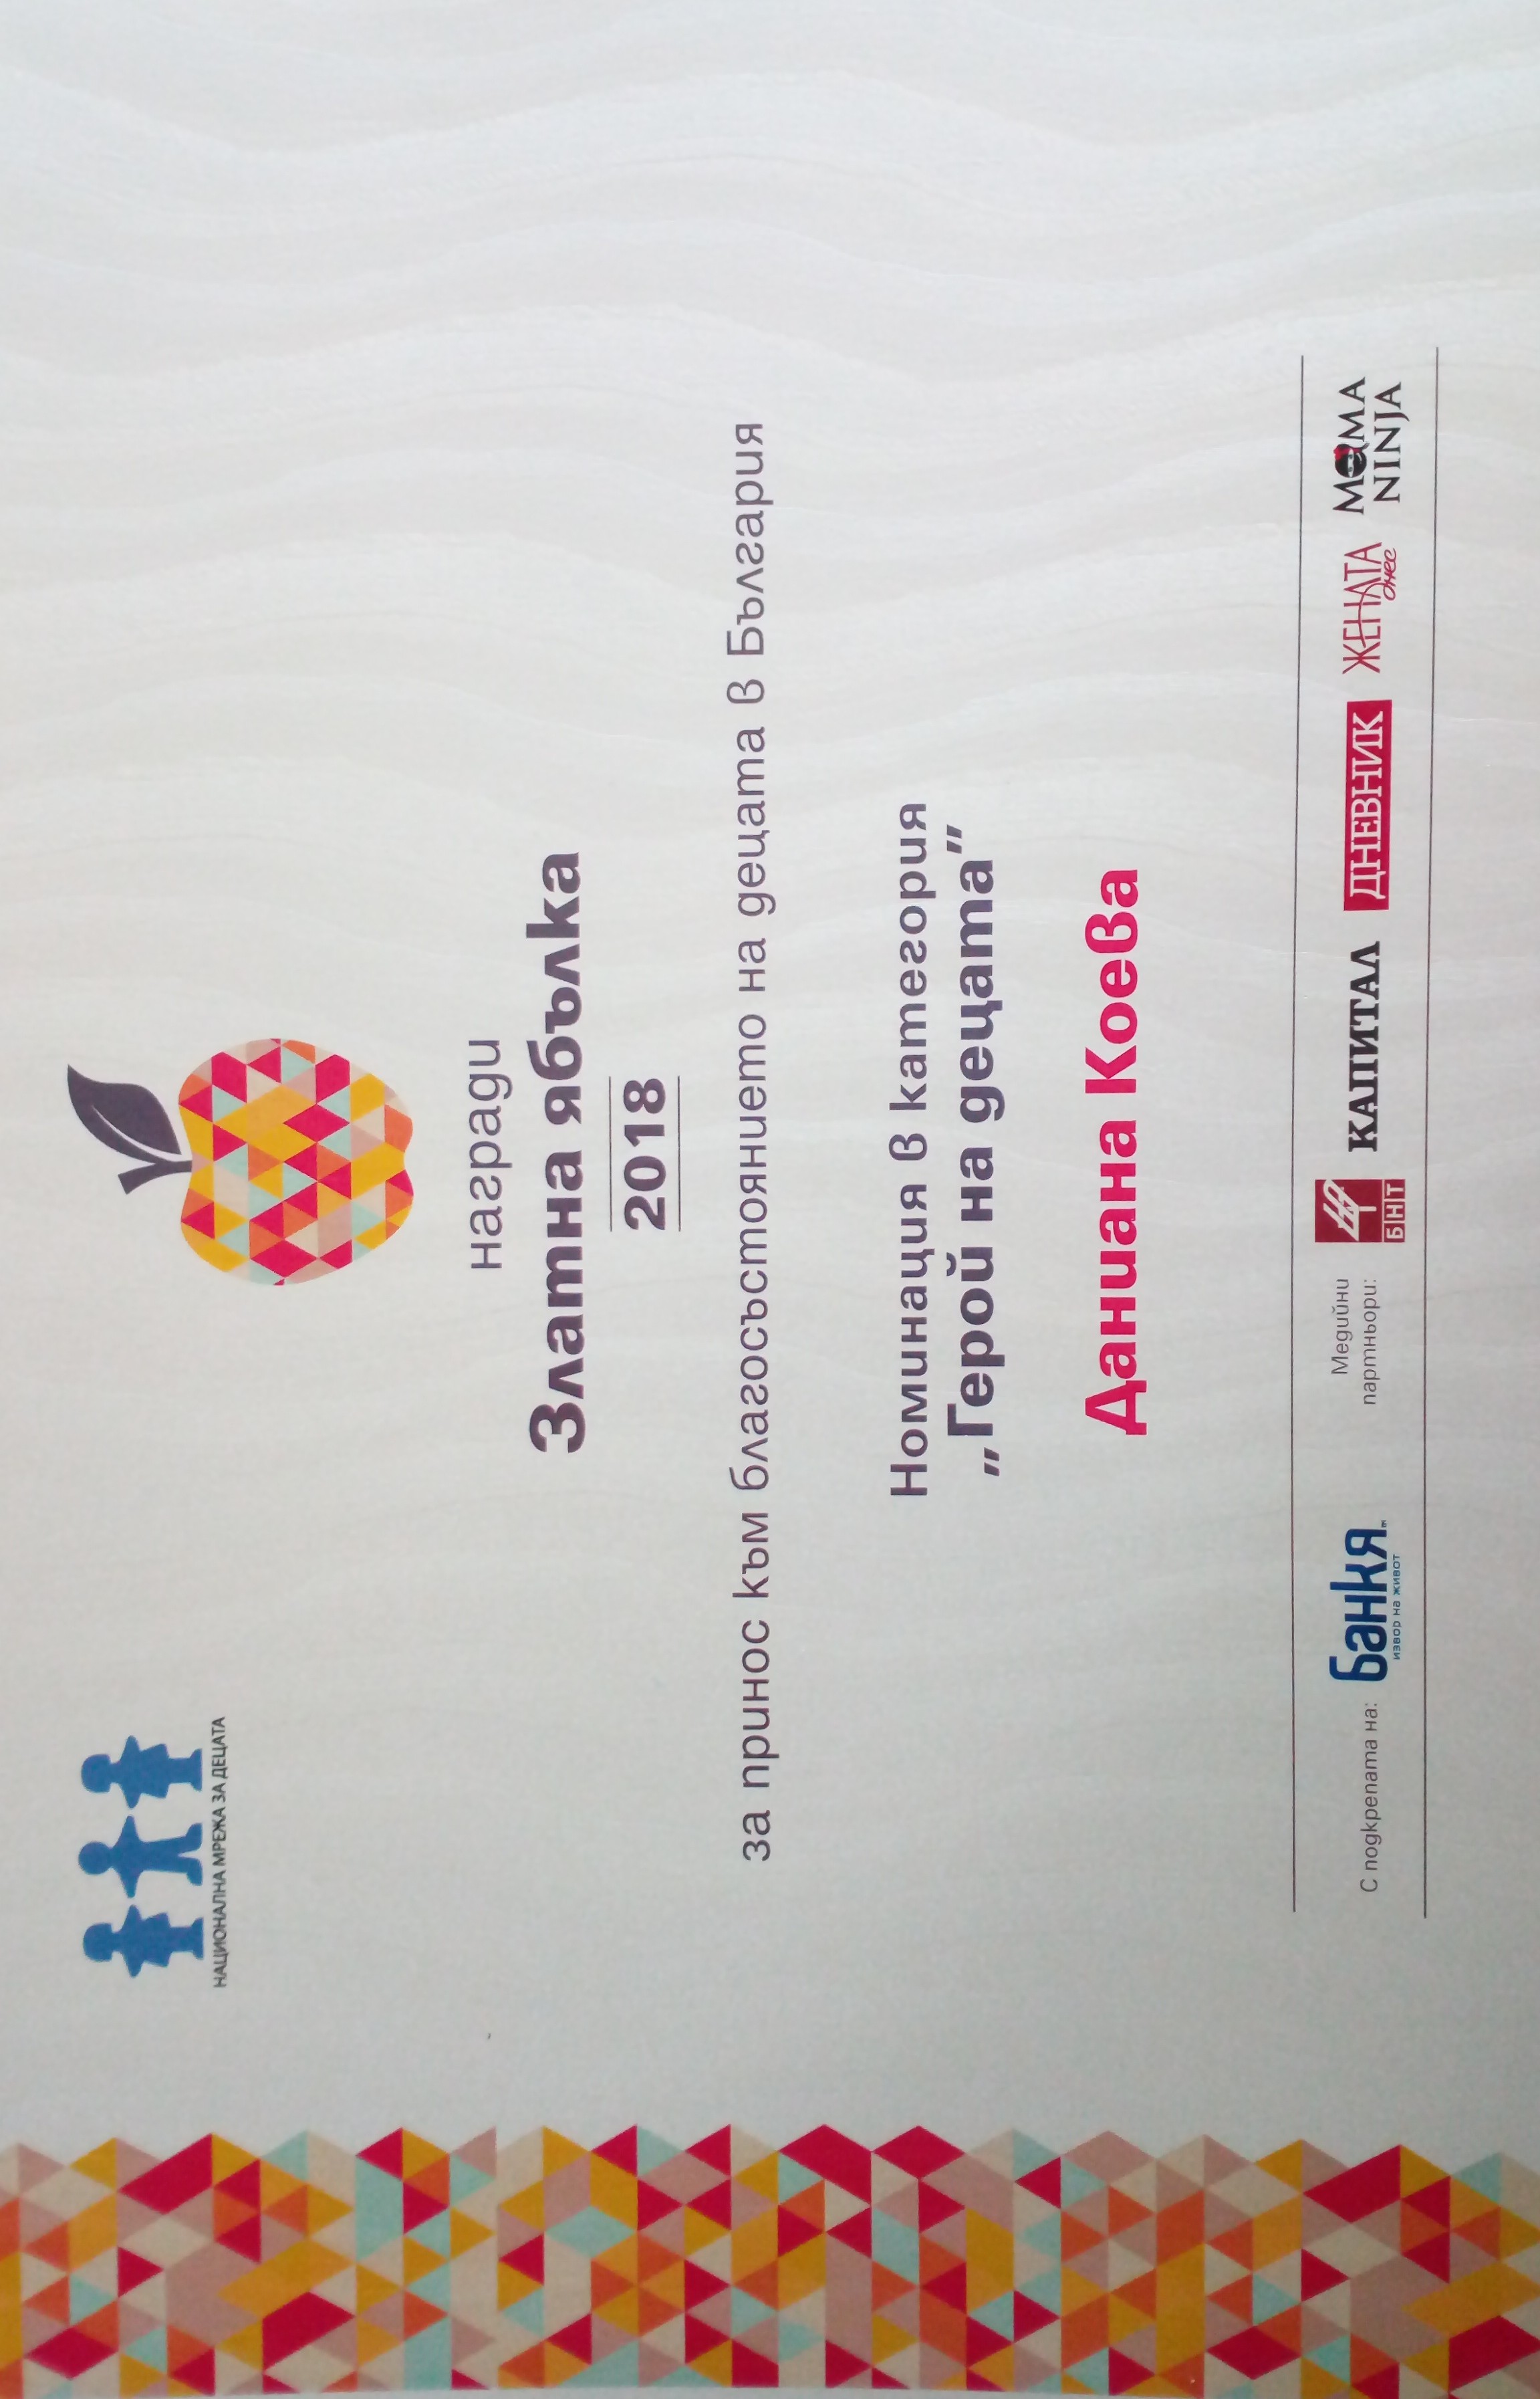 НАЦИОНАЛНА МРЕЖА ЗА ДЕЦАТА
награди
Златна ябълка
2018
за принос към благосъстоянието на децата в България
Номинация в категория
„Герой на децата”
Даниана Коева
С подкрепата на:
банкя™
извор на живот
Медийни
партньори:
БНТ
КАПИТАЛ
ДНЕВНИК
ЖЕНАТА
днес
MAMA
NINJA